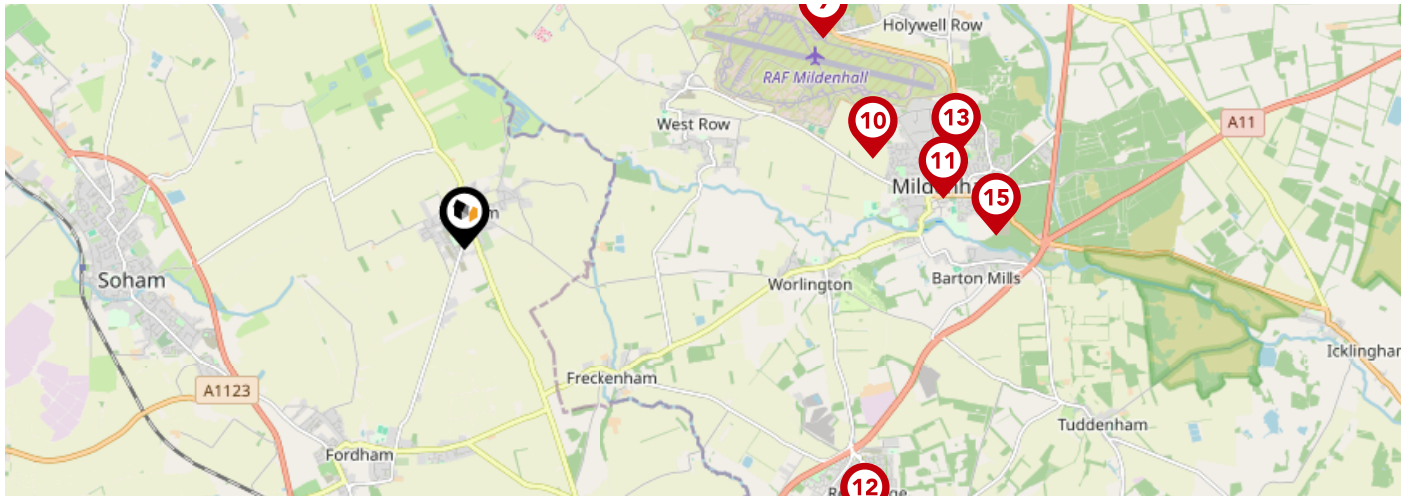 Holywell Row
RAF Mildenhall
A11
10
13
West Row
11
15
Soham
Worlington
Barton Mills
Freckenham
A1123
Tuddenham
Fordham
12